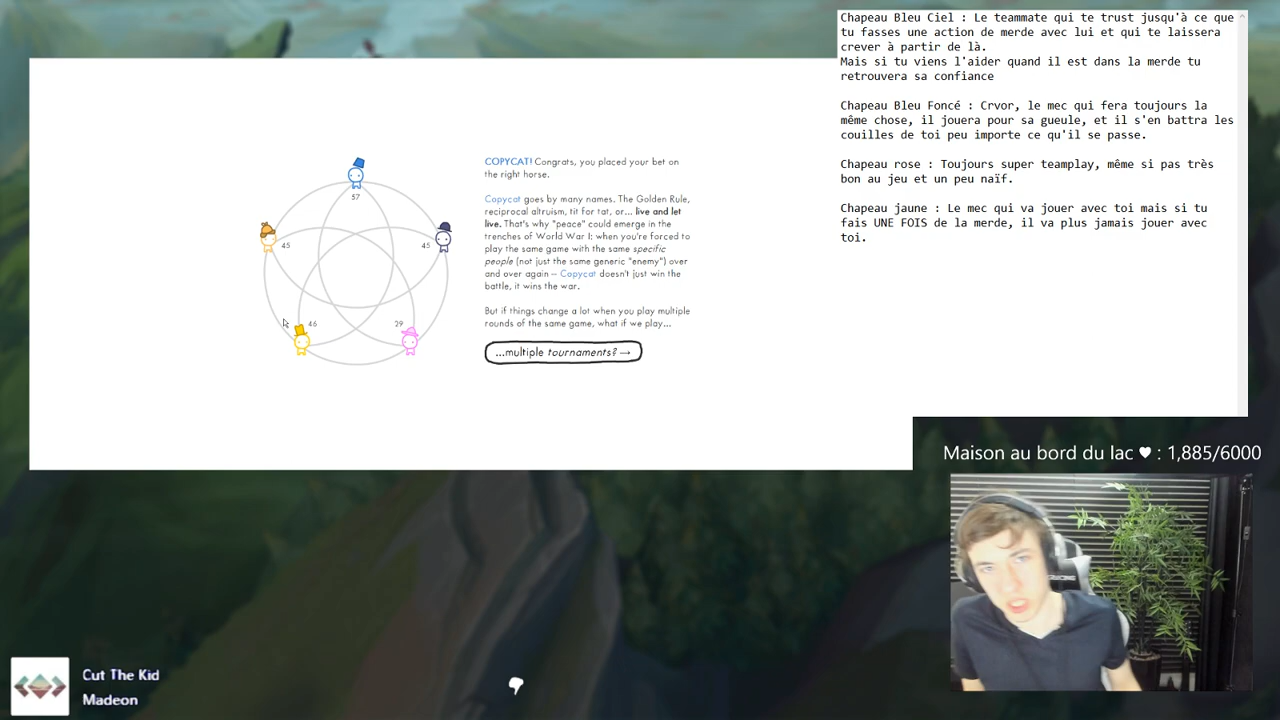 Chapeau Bleu Ciel : Le teammate qui te trust jusqu'à ce que
tu fasses une action de merde avec lui et qui te laissera
crever à partir de là.
Mais si tu viens l'aider quand il est dans la merde tu
retrouvera sa confiance
Chapeau Bleu Foncé : Crvor, le mec qui fera toujours la
même chose, il jouera pour sa gueule, et il s'en battra les
couilles de toi peu importe ce qu'il se passe.
Chapeau rose : Toujours super teamplay, même si pas très
bon au jeu et un peu naïf.
Chapeau jaune : Le mec qui va jouer avec toi mais si tu
fais UNE FOIS de la merde, il va plus jamais jouer avec
toi.
57
45
45
46
29
COPYCAT! Congrats, you placed your bet on
the right horse.
Copycat goes by many names. The Golden Rule,
reciprocal altruism, tit for tat, or... live and let
live. That's why "peace" could emerge in the
trenches of World War I: when you're forced to
play the same game with the same specific
people (not just the same generic "enemy") over
and over again – Copycat doesn't just win the
battle, it wins the war.
But if things change a lot when you play multiple
rounds of the same game, what if we play...
...multiple tournaments? →
Maison au bord du lac ♥ : 1,885/6000
Cut The Kid
Madeon